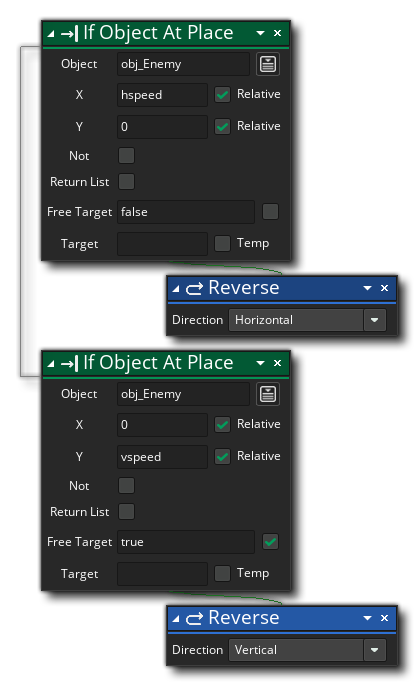 If Object At Place
Object obj_Enemy
X hspeed Relative
Y 0 Relative
Not
Return List
Free Target false
Target Temp
Reverse
Direction Horizontal
If Object At Place
Object obj_Enemy
X 0 Relative
Y vspeed Relative
Not
Return List
Free Target true
Target Temp
Reverse
Direction Vertical